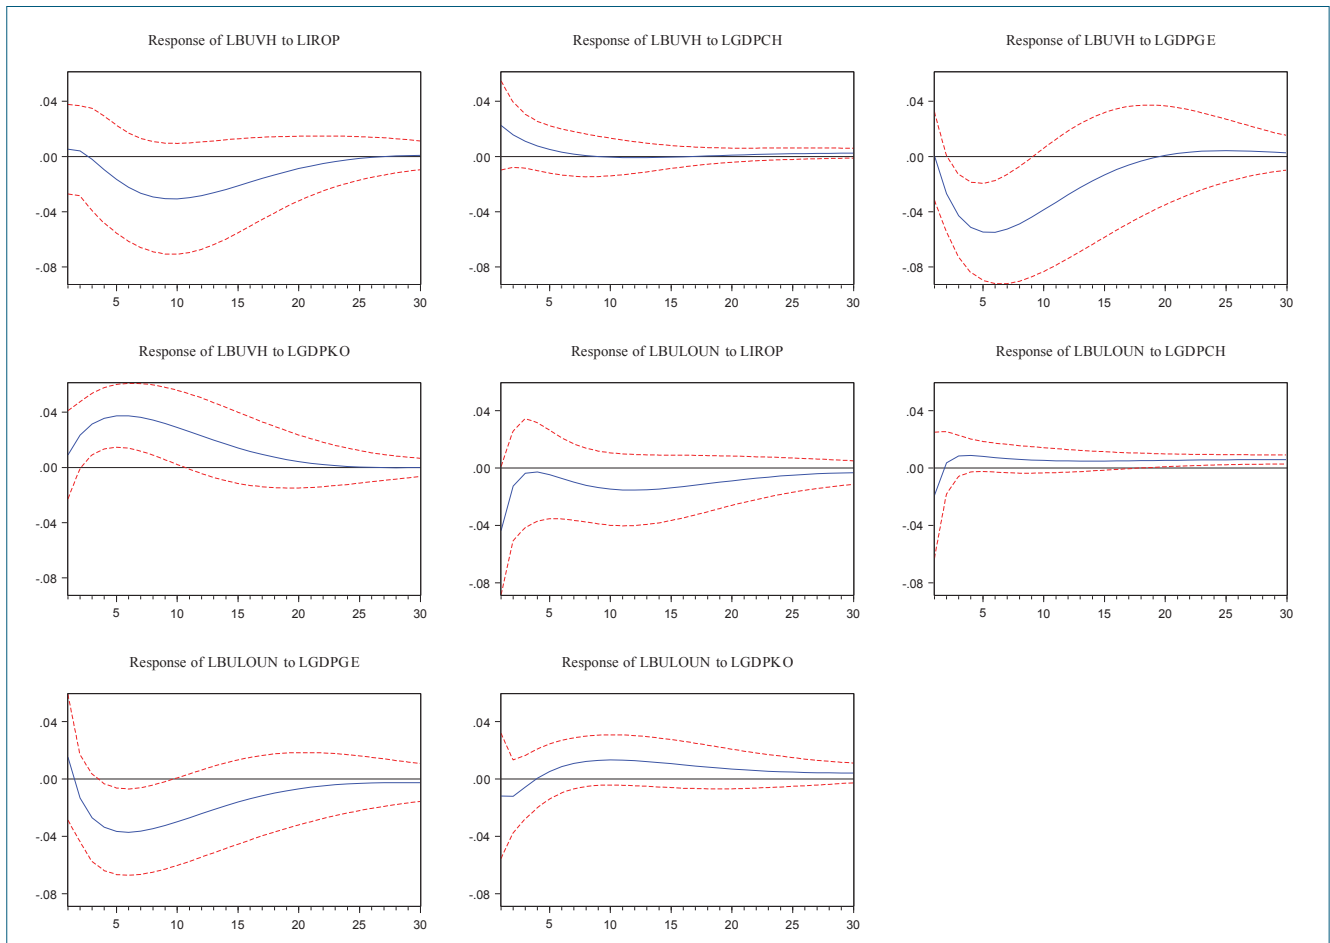 Response of LBUVH to LIROP
.04
.00
-.04
-.08
5 10 15 20 25 30
Response of LBUVH to LGDPCH
.04
.00
-.04
-.08
5 10 15 20 25 30
Response of LBUVH to LGDPGE
.04
.00
-.04
-.08
5 10 15 20 25 30
Response of LBUVH to LGDPKO
.04
.00
-.04
-.08
5 10 15 20 25 30
Response of LBULOUN to LIROP
.04
.00
-.04
-.08
5 10 15 20 25 30
Response of LBULOUN to LGDPCH
.04
.00
-.04
-.08
5 10 15 20 25 30
Response of LBULOUN to LGDPGE
.04
.00
-.04
-.08
5 10 15 20 25 30
Response of LBULOUN to LGDPKO
.04
.00
-.04
-.08
5 10 15 20 25 30